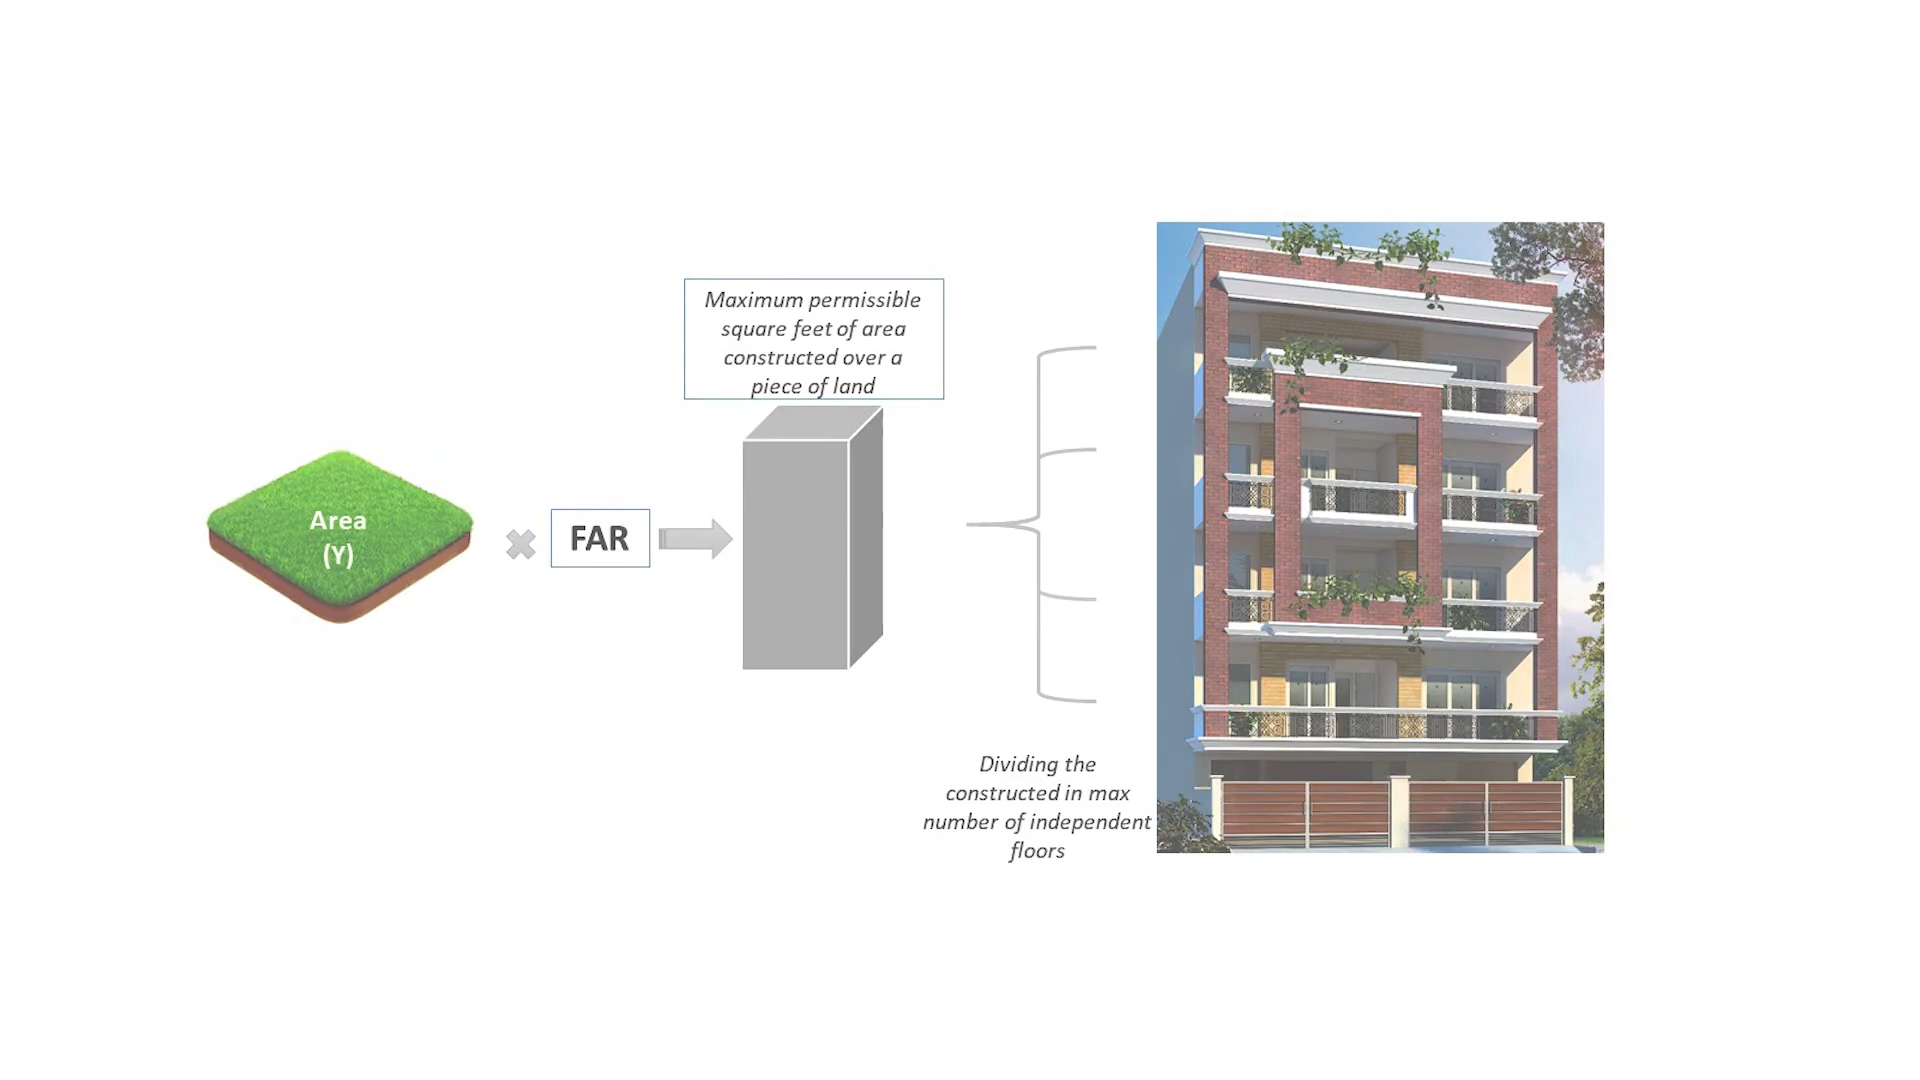 Area
(Y)
FAR
Maximum permissible
square feet of area
constructed over a
piece of land
Dividing the
constructed in max
number of independent
floors